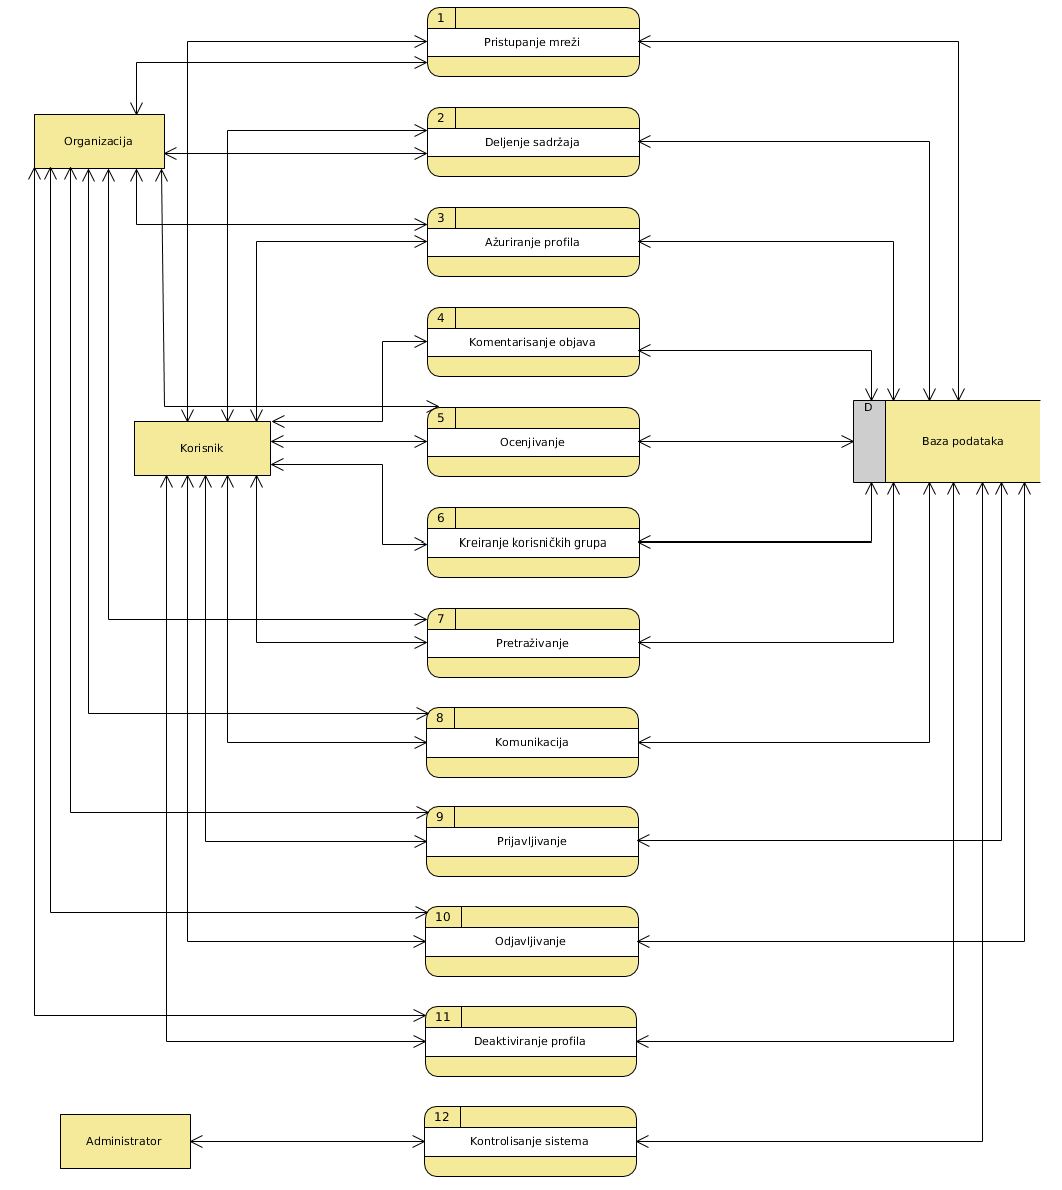 1
Pristupanje mreži
2
Deljenje sadržaja
Organizacija
3
Ažuriranje profila
4
Komentarisanje objava
D
5
Ocenjivanje
Baza podataka
Korisnik
6
Kreiranje korisničkih grupa
7
Pretraživanje
8
Komunikacija
9
Prijavljivanje
10
Odjavljivanje
11
Deaktiviranje profila
12
Kontrolisanje sistema
Administrator